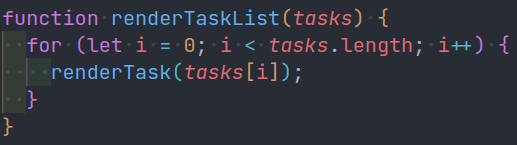 function renderTaskList(tasks) {
  for (let i = 0; i < tasks.length; i++) {
    renderTask(tasks[i]);
  }
}